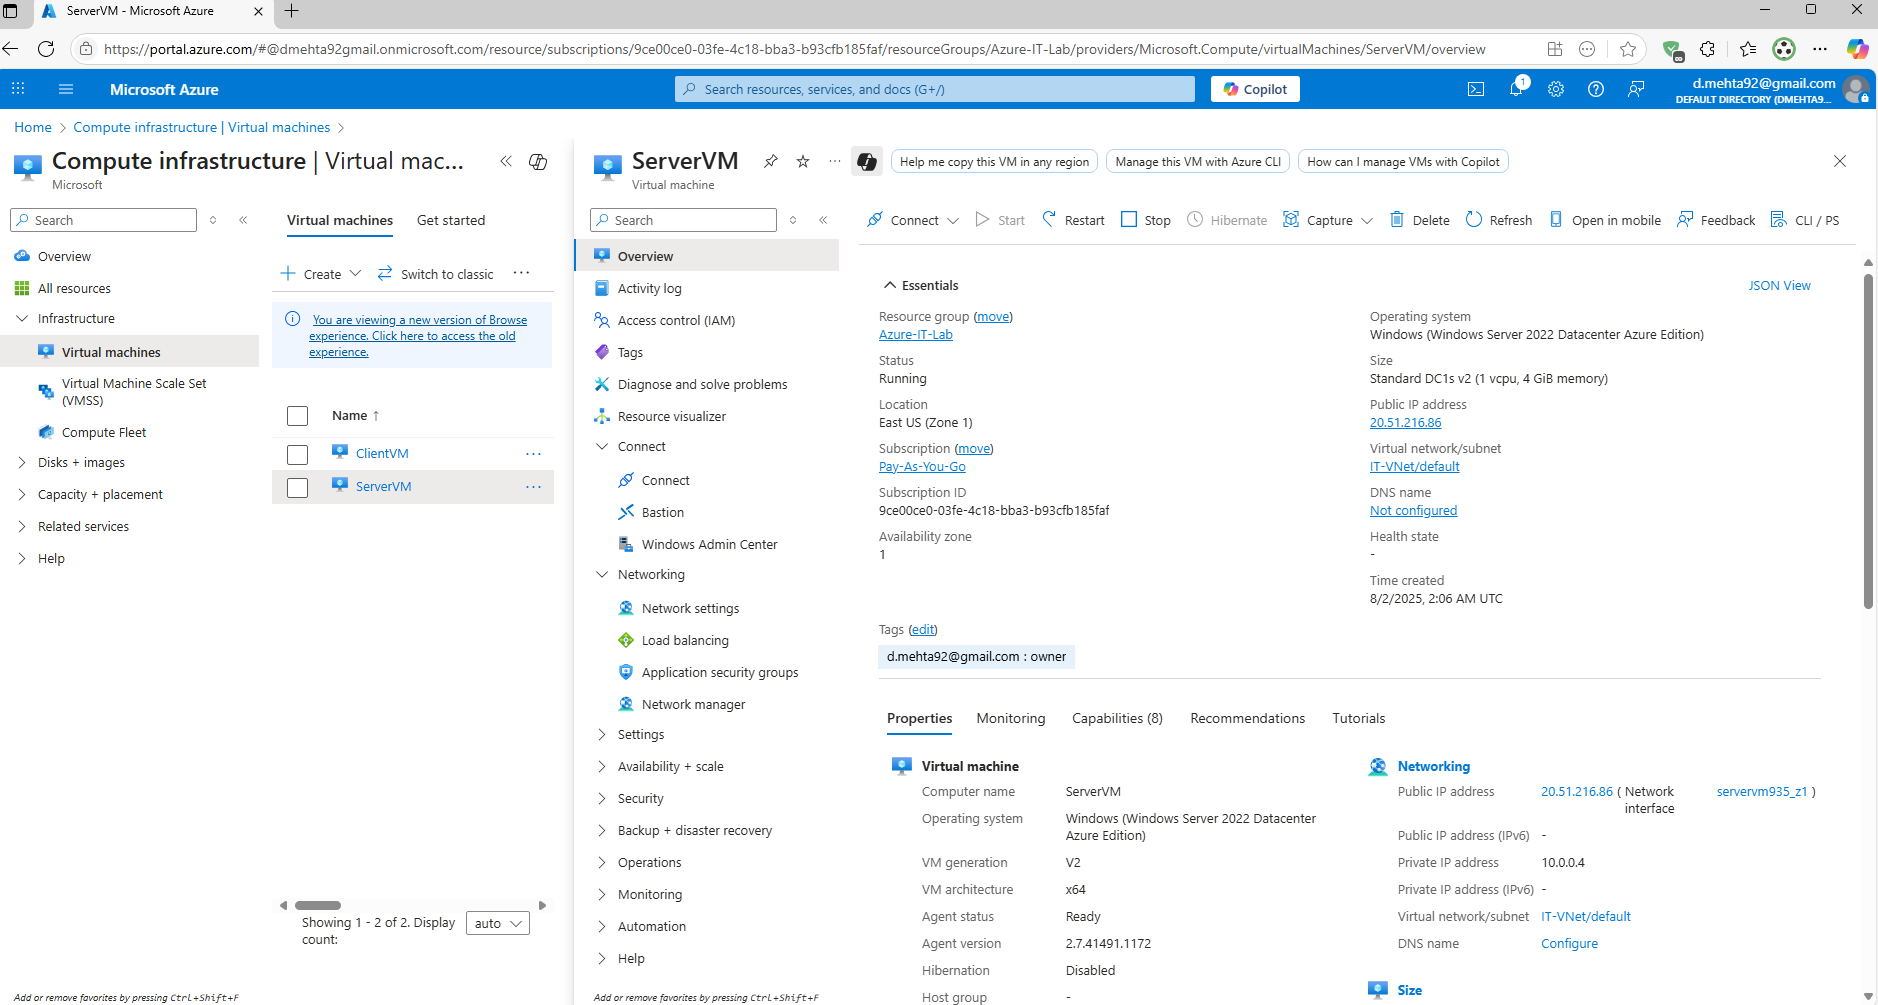 ServerVM - Microsoft Azure
https://portal.azure.com/#@dmehta92gmail.onmicrosoft.com/resource/subscriptions/9ce00ce0-03fe-4c18-bba3-b93cfb185faf/resourceGroups/Azure-IT-Lab/providers/Microsoft.Compute/virtualMachines/ServerVM/overview
Microsoft Azure
Search resources, services, and docs (G+/)
Copilot
1
d.mehta92@gmail.com
DEFAULT DIRECTORY (DMEHTA9...
Home
Compute infrastructure | Virtual machines
Compute infrastructure | Virtual mac...
Microsoft
Search
Overview
All resources
Infrastructure
Virtual machines
Virtual Machine Scale Set
(VMSS)
Compute Fleet
Disks + images
Capacity + placement
Related services
Help
Add or remove favorites by pressing Ctrl+Shift+F
Virtual machines
Get started
Create
Switch to classic
You are viewing a new version of Browse
experience. Click here to access the old
experience.
Name ↑
ClientVM
ServerVM
Showing 1 - 2 of 2. Display
count:
auto
ServerVM
Virtual machine
Help me copy this VM in any region
Manage this VM with Azure CLI
How can I manage VMs with Copilot
Search
Overview
Activity log
Access control (IAM)
Tags
Diagnose and solve problems
Resource visualizer
Connect
Connect
Bastion
Windows Admin Center
Networking
Network settings
Load balancing
Application security groups
Network manager
Settings
Availability + scale
Security
Backup + disaster recovery
Operations
Monitoring
Automation
Help
Add or remove favorites by pressing Ctrl+Shift+F
Connect
Start
Restart
Stop
Hibernate
Capture
Delete
Refresh
Open in mobile
Feedback
CLI / PS
Essentials
JSON View
Resource group (move)
Azure-IT-Lab
Status
Running
Location
East US (Zone 1)
Subscription (move)
Pay-As-You-Go
Subscription ID
9ce00ce0-03fe-4c18-bba3-b93cfb185faf
Availability zone
1
Operating system
Windows (Windows Server 2022 Datacenter Azure Edition)
Size
Standard DC1s v2 (1 vcpu, 4 GiB memory)
Public IP address
20.51.216.86
Virtual network/subnet
IT-VNet/default
DNS name
Not configured
Health state
-
Time created
8/2/2025, 2:06 AM UTC
Tags (edit)
d.mehta92@gmail.com : owner
Properties
Monitoring
Capabilities (8)
Recommendations
Tutorials
Virtual machine
Computer name ServerVM
Operating system Windows (Windows Server 2022 Datacenter
Azure Edition)
VM generation V2
VM architecture x64
Agent status Ready
Agent version 2.7.41491.1172
Hibernation Disabled
Host group -
Networking
Public IP address 20.51.216.86 ( Network
interface servervm935_z1 )
Public IP address (IPv6) -
Private IP address 10.0.0.4
Private IP address (IPv6) -
Virtual network/subnet IT-VNet/default
DNS name Configure
Size